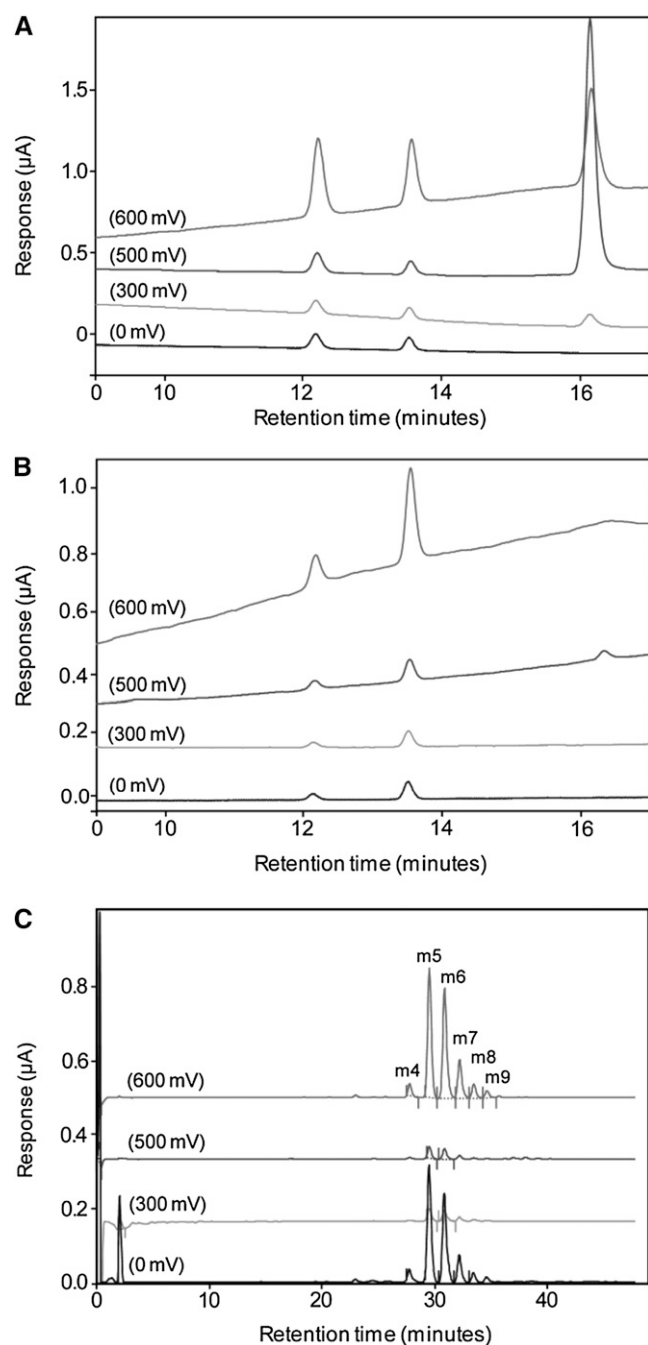 A
Response (µA)
1.5
1.0
0.5
0
(600 mV)
(500 mV)
(300 mV)
(0 mV)
0 10 12 14 16
Retention time (minutes)
B
Response (µA)
1.0
0.8
0.6
0.4
0.2
0.0
(600 mV)
(500 mV)
(300 mV)
(0 mV)
0 10 12 14 16
Retention time (minutes)
C
Response (µA)
0.8
0.6
0.4
0.2
0.0
m5
m6
m7
m4 m8
m9
(600 mV)
(500 mV)
(300 mV)
(0 mV)
0 10 20 30 40
Retention time (minutes)